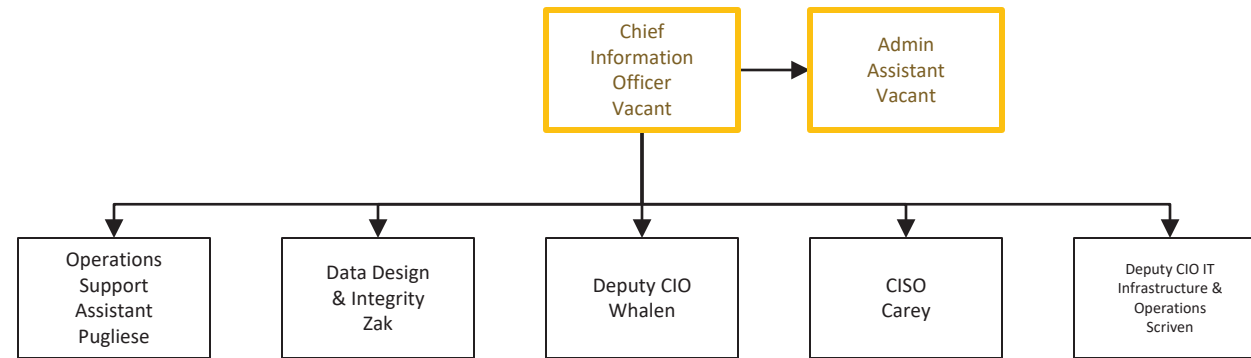 Chief
Information
Officer
Vacant
Admin
Assistant
Vacant
Operations
Support
Assistant
Pugliese
Data Design
& Integrity
Zak
Deputy CIO
Whalen
CISO
Carey
Deputy CIO IT
Infrastructure &
Operations
Scriven